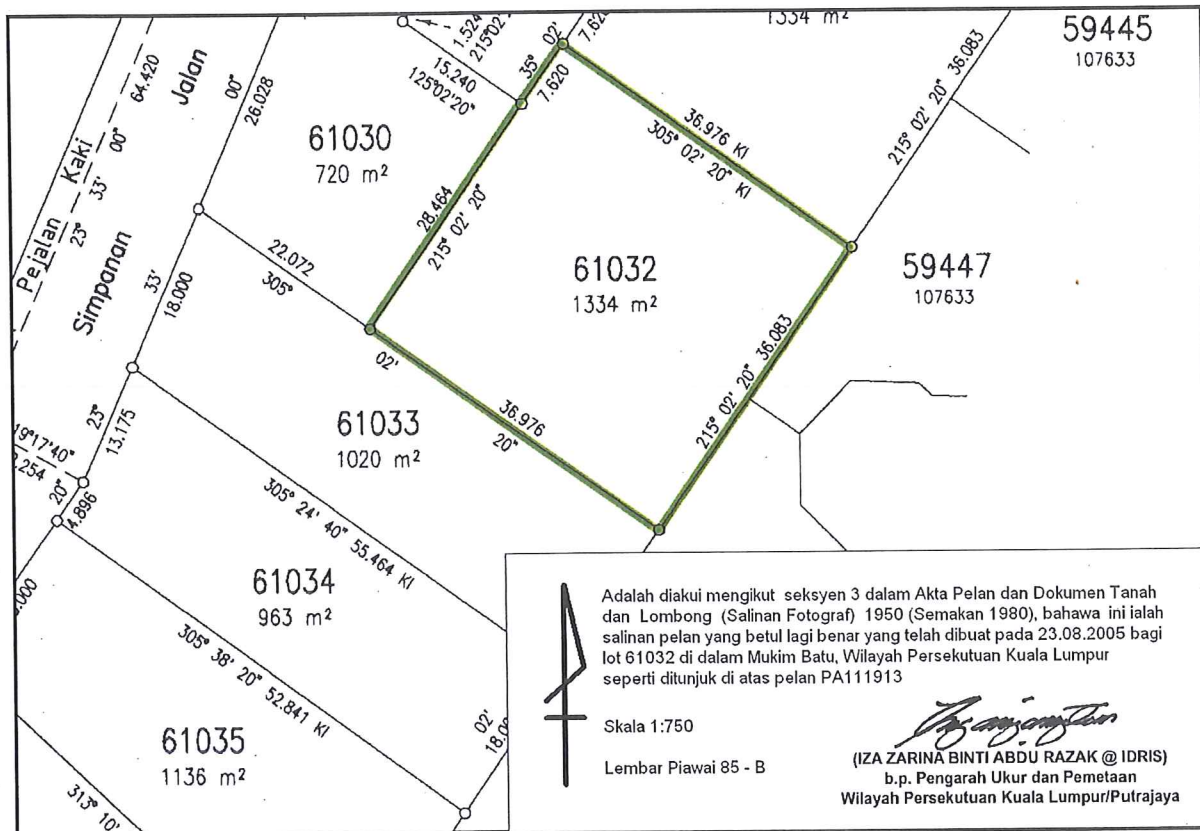 1334 m²
59445
107633
1.524
215°02'
7.620
02'
35°
7.620
15.240
125°02'20"
64.420
Jalan
00"
26.028
00"
Kaki
33'
23°
Pejalan
61030
720 m²
28.464
215° 02' 20"
36.976 Kl
305° 02' 20" Kl
215° 02' 20" 36.083
Simpanan
33'
18.000
22.072
305°
61032
1334 m²
59447
107633
02'
36.976
20"
215° 02' 20" 36.083
23°
13.175
61033
1020 m²
19°17'40"
.254
20"
4.896
305° 24' 40" 55.464 Kl
61034
963 m²
.000
305° 38' 20" 52.841 Kl
02'
61035
1136 m²
313° 10'
Adalah diakui mengikut seksyen 3 dalam Akta Pelan dan Dokumen Tanah
dan Lombong (Salinan Fotograf) 1950 (Semakan 1980), bahawa ini ialah
salinan pelan yang betul lagi benar yang telah dibuat pada 23.08.2005 bagi
lot 61032 di dalam Mukim Batu, Wilayah Persekutuan Kuala Lumpur
seperti ditunjuk di atas pelan PA111913
Skala 1:750
Lembar Piawai 85 - B
(IZA ZARINA BINTI ABDU RAZAK @ IDRIS)
b.p. Pengarah Ukur dan Pemetaan
Wilayah Persekutuan Kuala Lumpur/Putrajaya